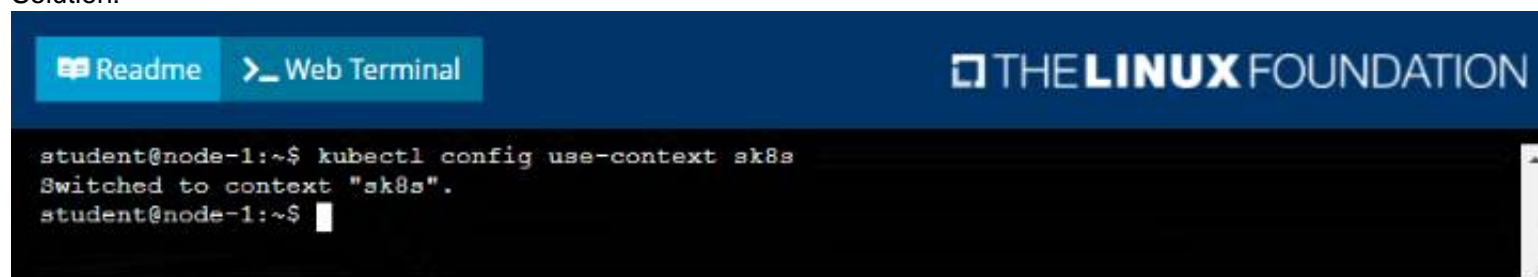 Solution:
Readme >_ Web Terminal THE LINUX FOUNDATION
student@node-1:~$ kubectl config use-context sk8s
Switched to context "sk8s".
student@node-1:~$